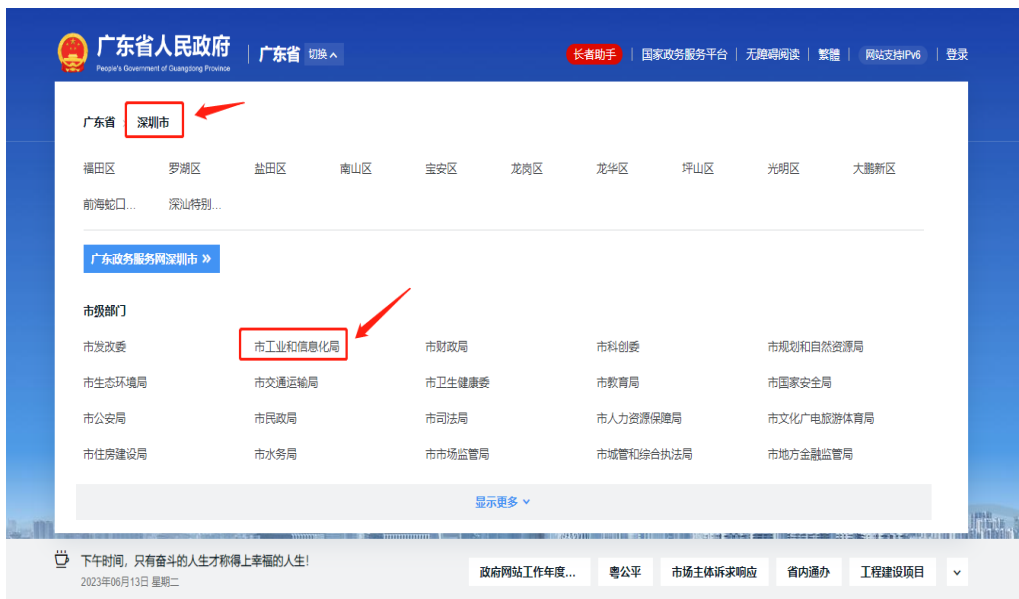 广东省人民政府
People's Government of Guangdong Province
广东省 切换
长者助手 国家政务服务平台 无障碍阅读 繁體 网站支持IPv6 登录
广东省 深圳市
福田区 罗湖区 盐田区 南山区 宝安区 龙岗区 龙华区 坪山区 光明区 大鹏新区
前海蛇口... 深汕特别...
广东政务服务网深圳市 »
市级部门
市发改委 市工业和信息化局 市财政局 市科创委 市规划和自然资源局
市生态环境局 市交通运输局 市卫生健康委 市教育局 市国家安全局
市公安局 市民政局 市司法局 市人力资源保障局 市文化广电旅游体育局
市住房建设局 市水务局 市市场监管局 市城管和综合执法局 市地方金融监管局
显示更多
下午时间，只有奋斗的人生才称得上幸福的人生！
2023年06月13日 星期二
政府网站工作年度... 粤公平 市场主体诉求响应 省内通办 工程建设项目